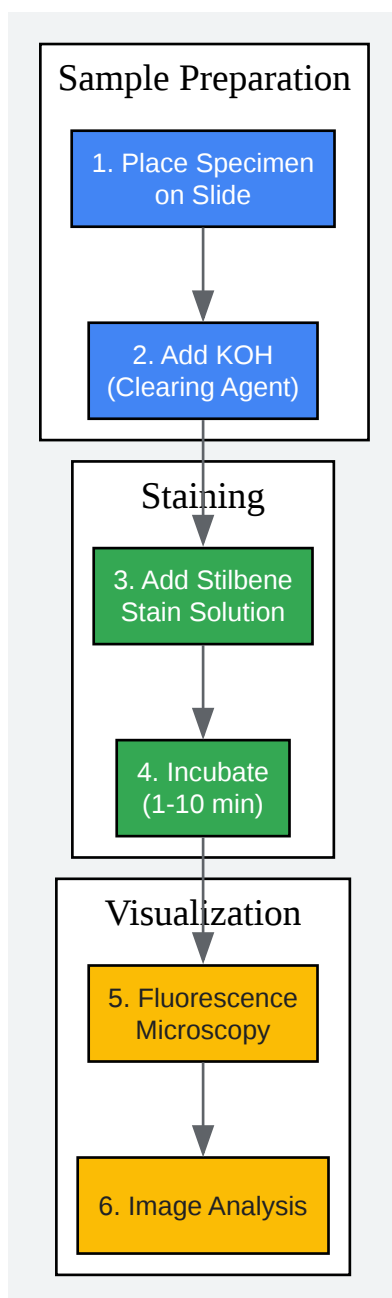 Sample Preparation
1. Place Specimen
on Slide
2. Add KOH
(Clearing Agent)
Staining
3. Add Stilbene
Stain Solution
4. Incubate
(1-10 min)
Visualization
5. Fluorescence
Microscopy
6. Image Analysis